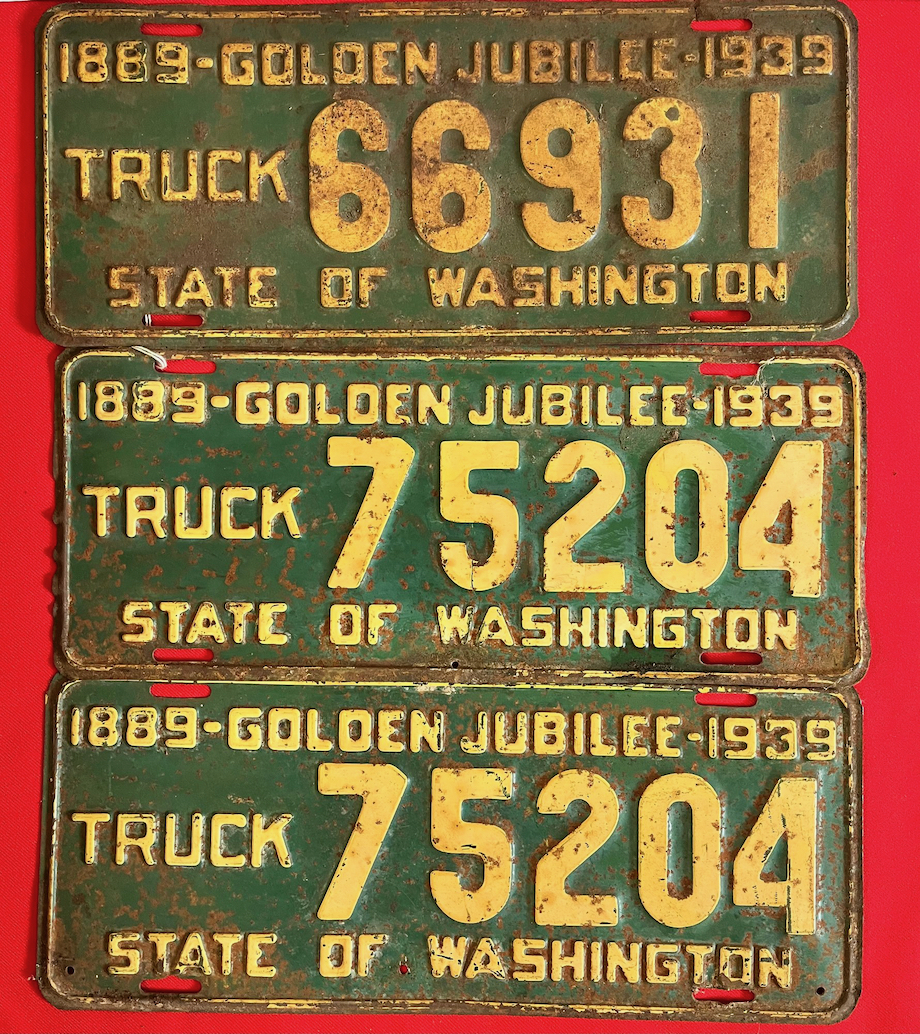 1889-GOLDEN JUBILEE-1939
TRUCK 66931
STATE OF WASHINGTON
1889-GOLDEN JUBILEE-1939
TRUCK 75204
STATE OF WASHINGTON
1889-GOLDEN JUBILEE-1939
TRUCK 75204
STATE OF WASHINGTON